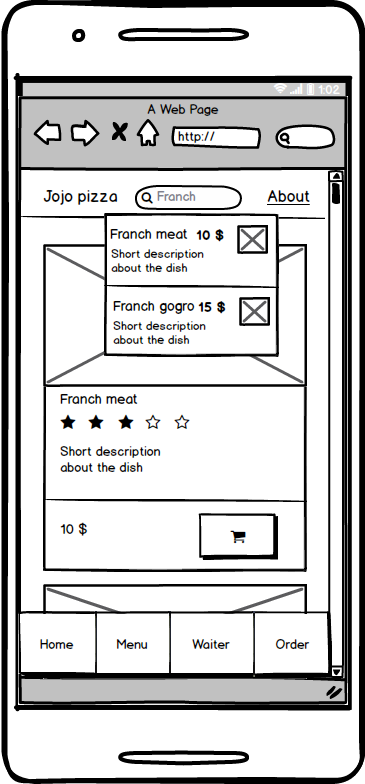 1:02
A Web Page
http://
Jojo pizza Franch About
Franch meat 10 $
Short description
about the dish
Franch gogro 15 $
Short description
about the dish
Franch meat
Short description
about the dish
10 $
Home Menu Waiter Order